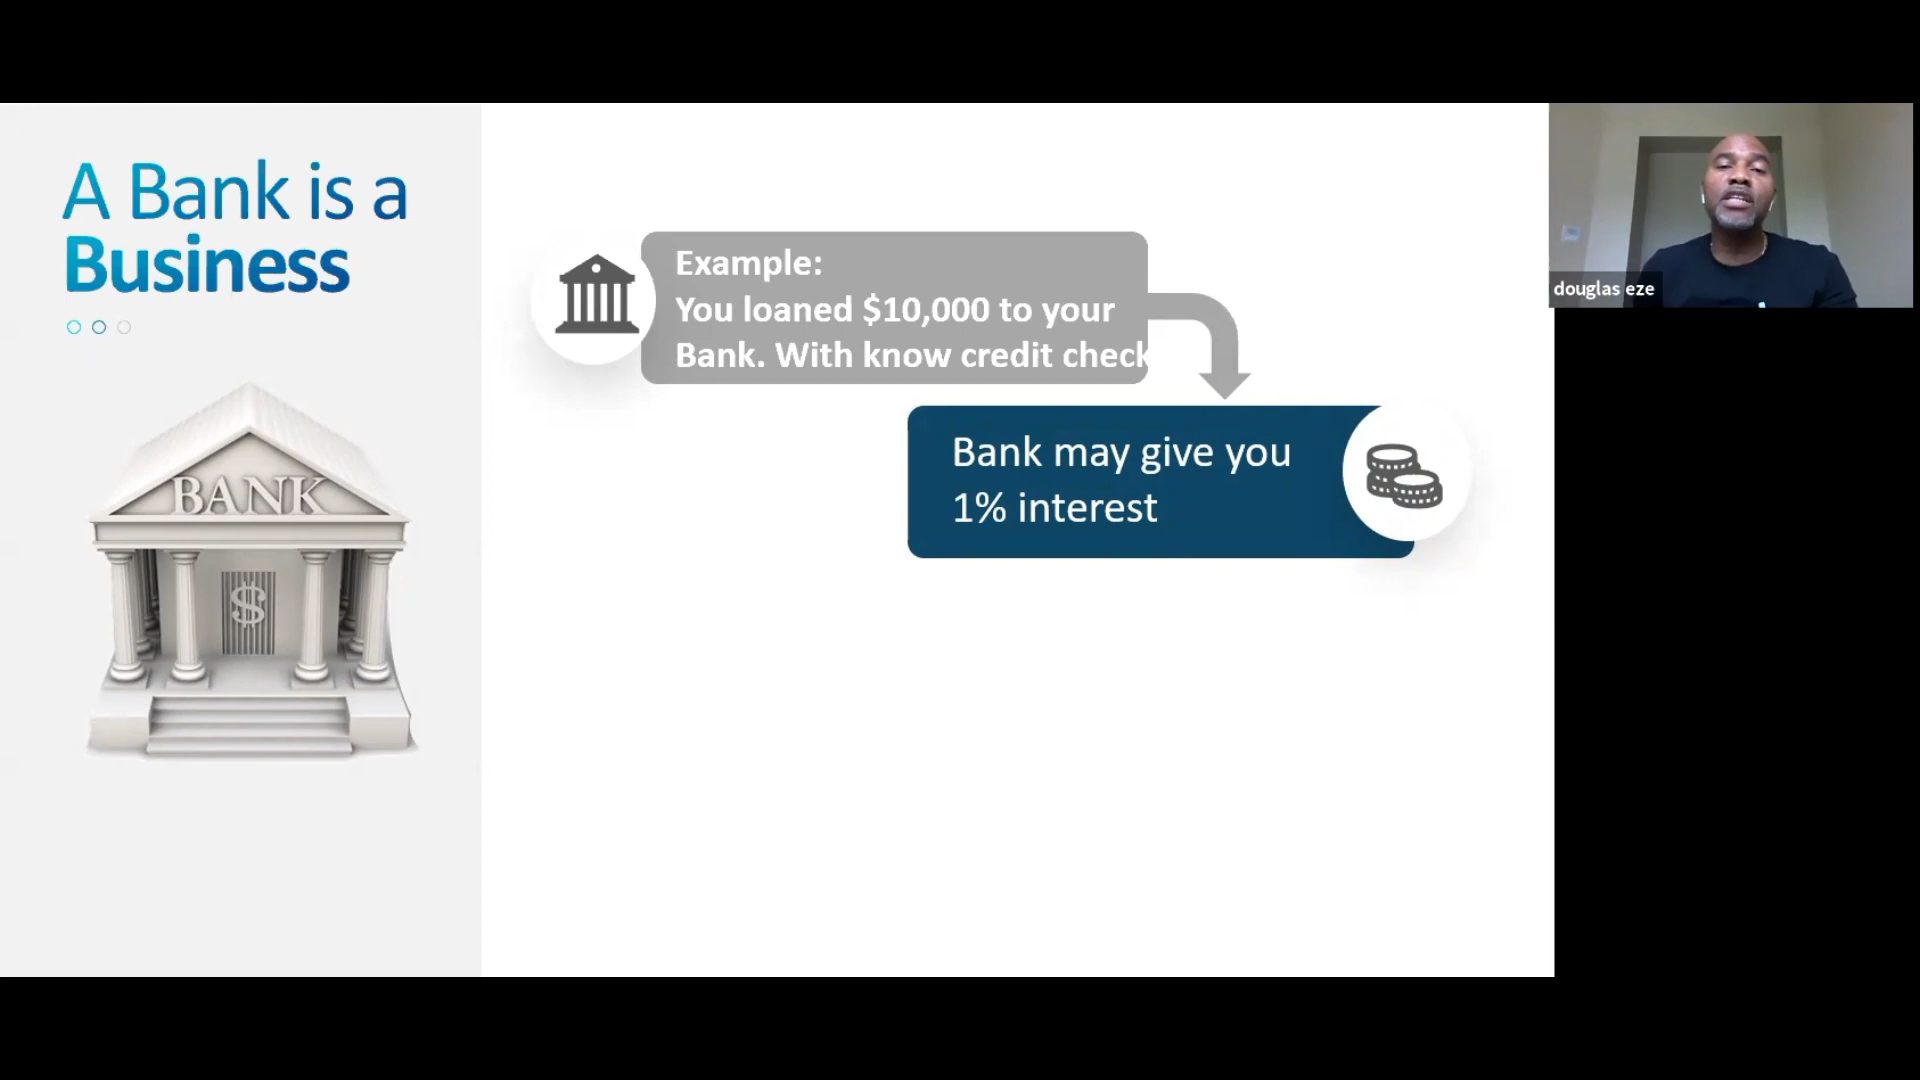 A Bank is a
Business
BANK
$
Example:
You loaned $10,000 to your
Bank. With know credit check
Bank may give you
1% interest
douglas eze